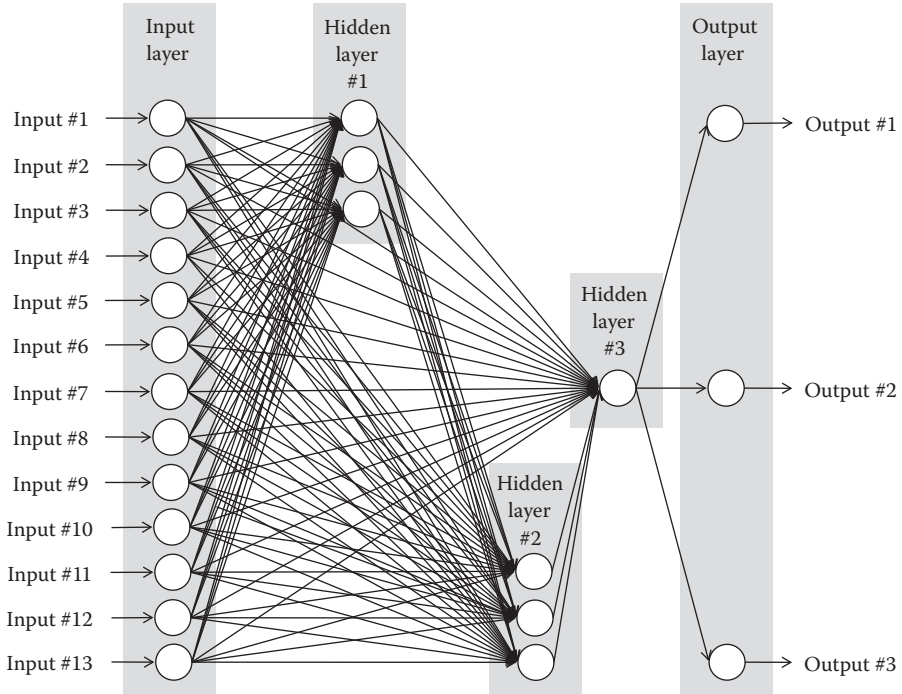 Input
layer
Hidden
layer
#1
Output
layer
Input #1
Input #2
Input #3
Input #4
Input #5
Input #6
Input #7
Input #8
Input #9
Input #10
Input #11
Input #12
Input #13
Hidden
layer
#2
Hidden
layer
#3
Output #1
Output #2
Output #3